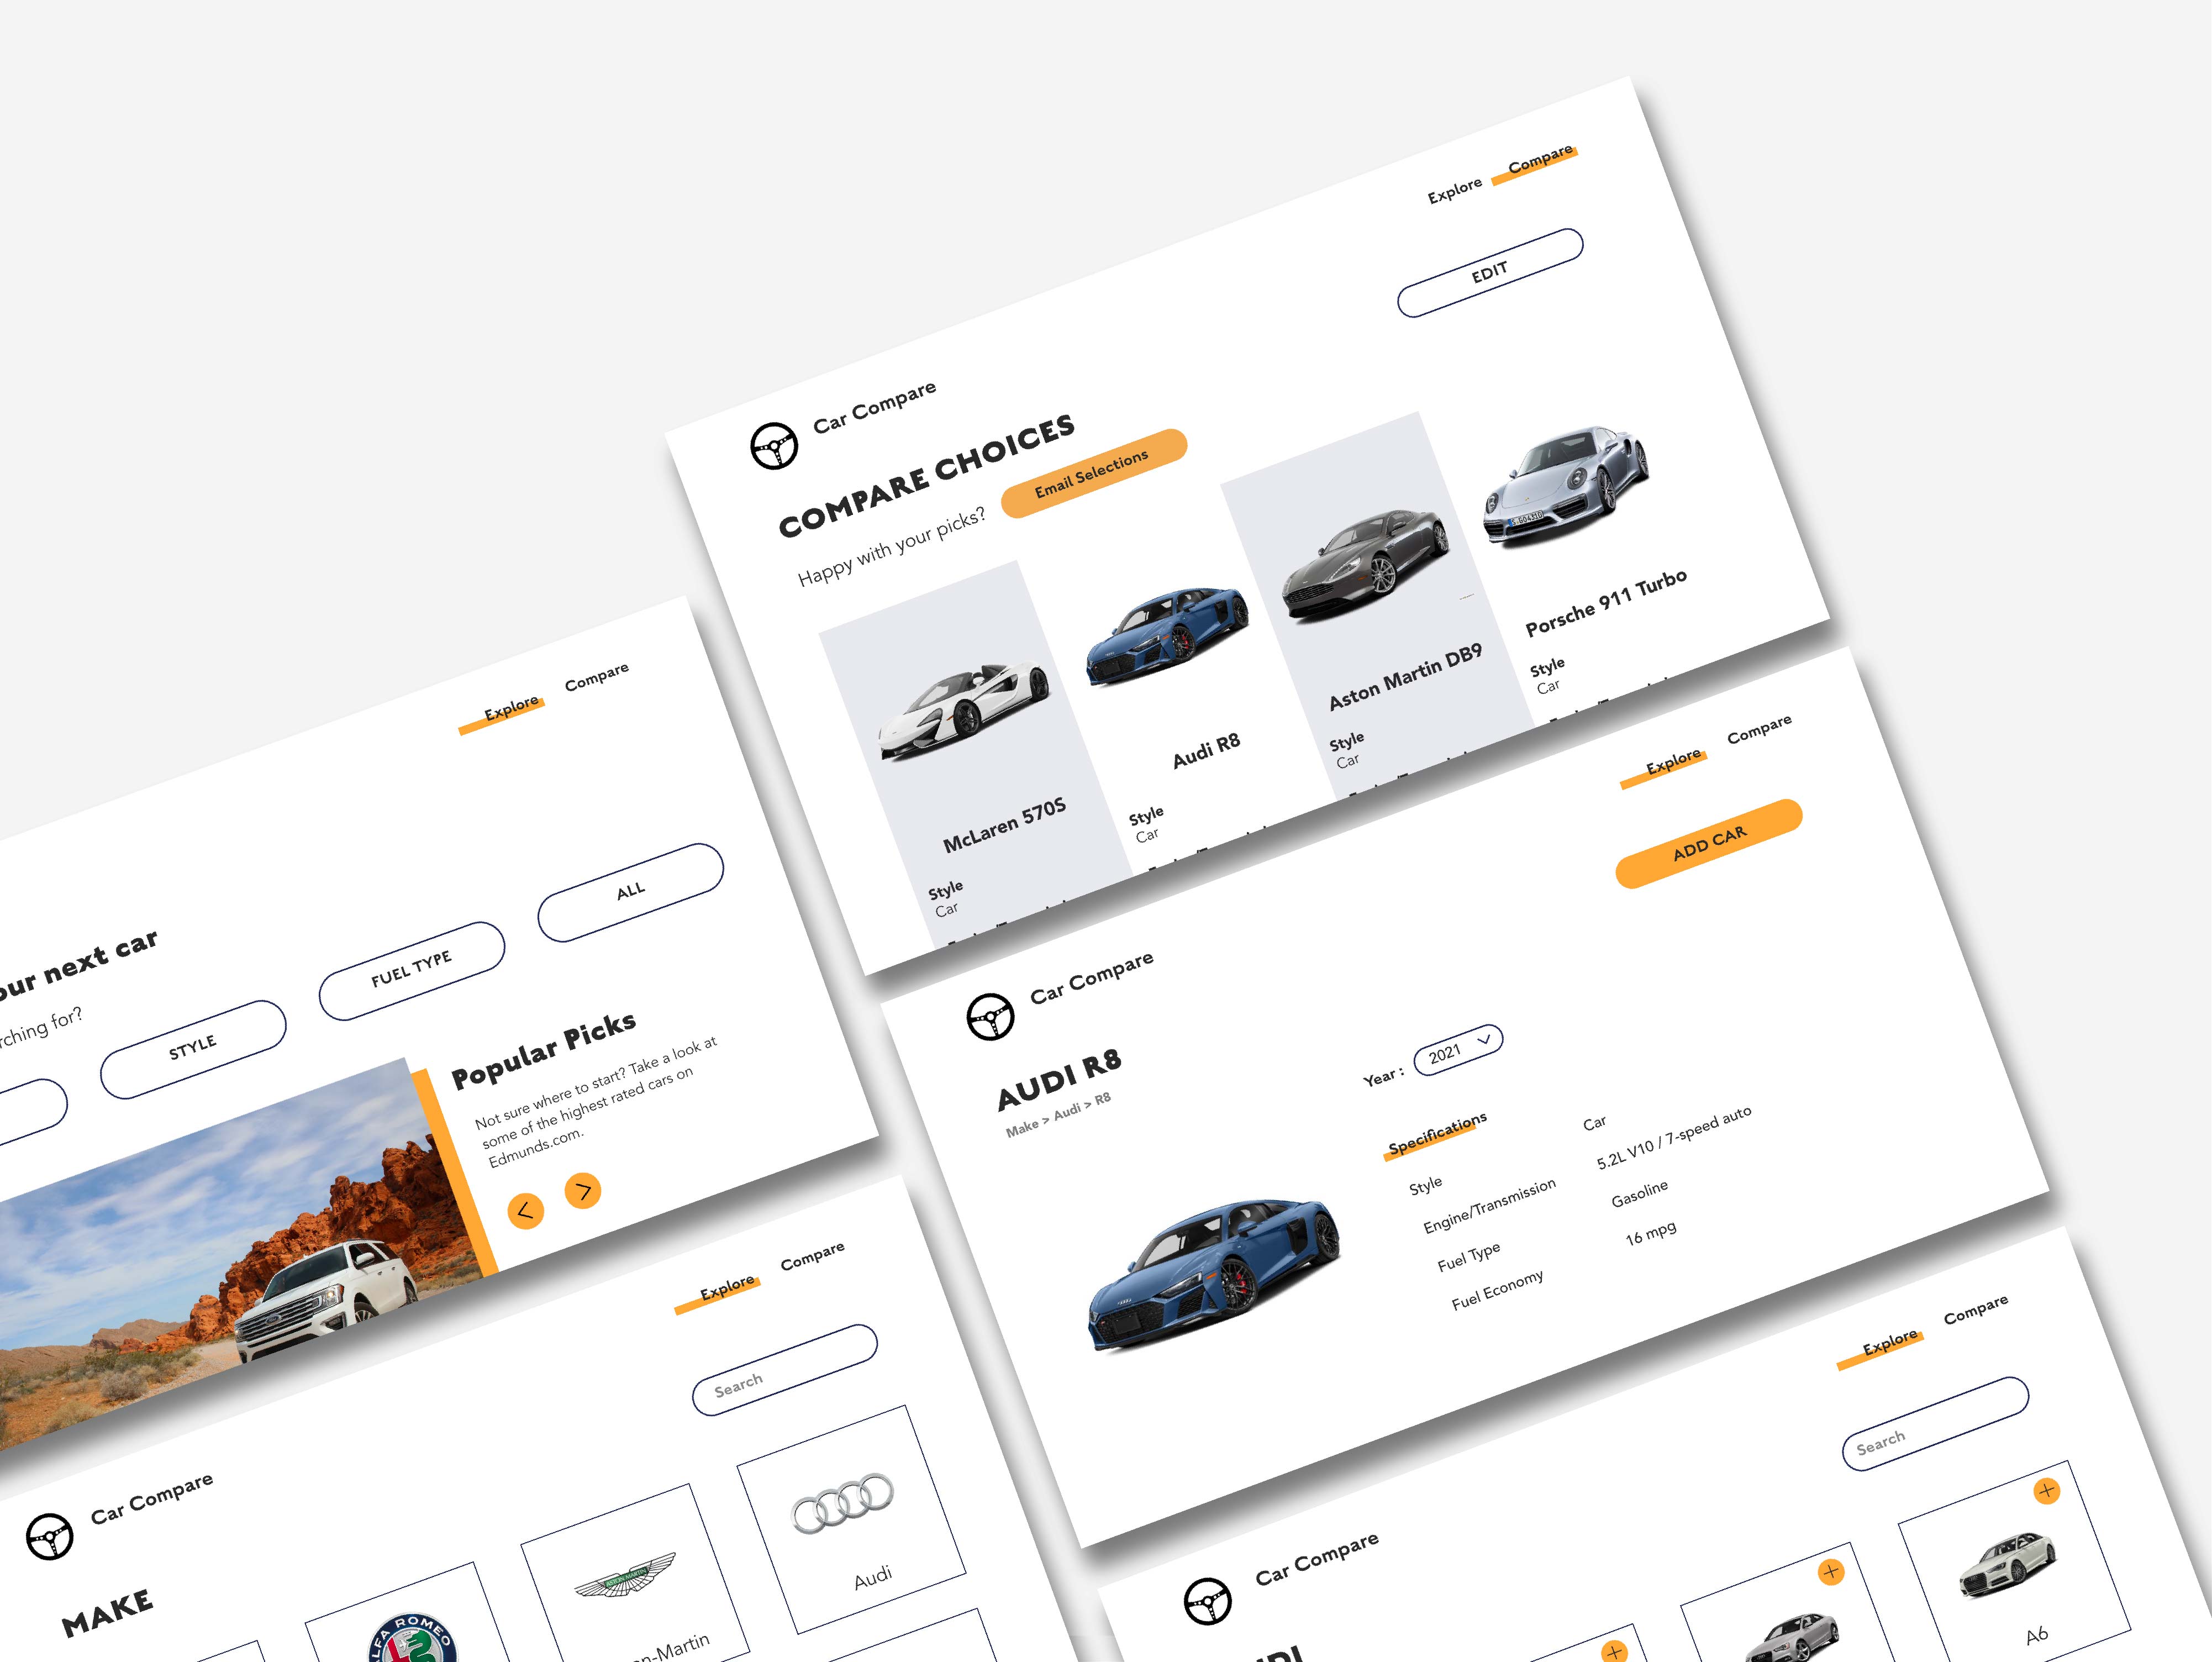 Explore
Compare
EDIT
Car Compare
COMPARE CHOICES
Happy with your picks?
Email Selections
McLaren 570S
Style
Car
Audi R8
Style
Car
Aston Martin DB9
Style
Car
Porsche 911 Turbo
Style
Car
Explore
Compare
next car
for?
STYLE
FUEL TYPE
ALL
Popular Picks
Not sure where to start? Take a look at
some of the highest rated cars on
Edmunds.com.
Explore
Compare
ADD CAR
Car Compare
AUDI R8
Make > Audi > R8
Year :
2021
Specifications
Style
Car
Engine/Transmission
5.2L V10 / 7-speed auto
Fuel Type
Gasoline
Fuel Economy
16 mpg
Explore
Compare
Search
Car Compare
MAKE
ALFA ROMEO
ASTON MARTIN
n-Martin
Audi
Explore
Compare
Search
Car Compare
A6